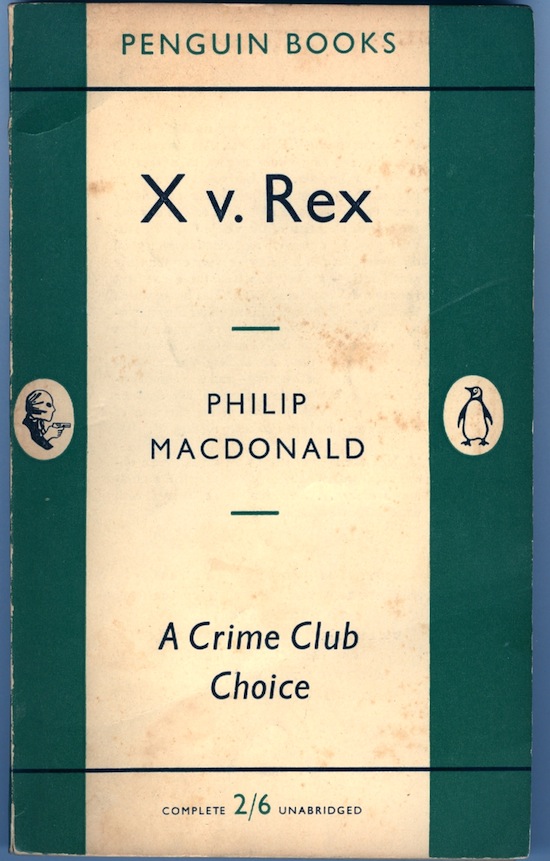 PENGUIN BOOKS
X v. Rex
PHILIP
MACDONALD
A Crime Club
Choice
COMPLETE 2/6 UNABRIDGED